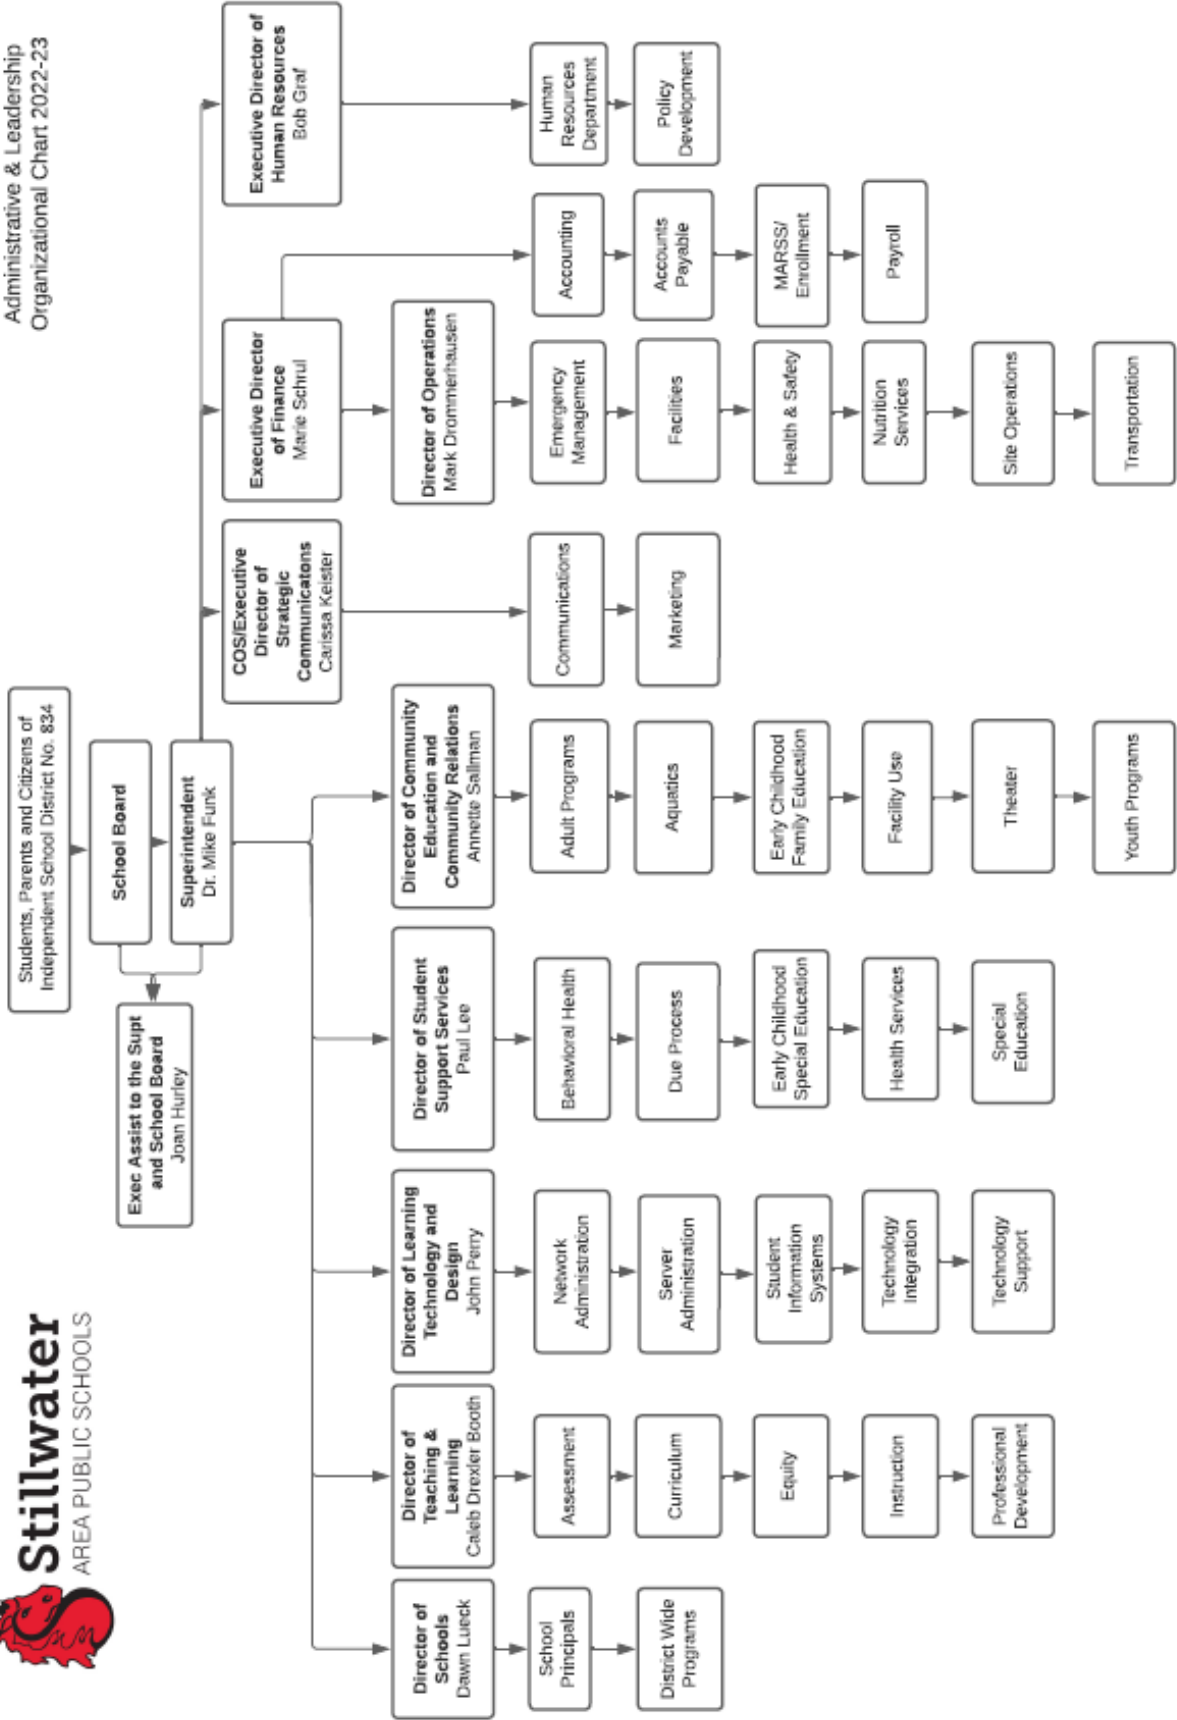 Stillwater
AREA PUBLIC SCHOOLS
Administrative & Leadership
Organizational Chart 2022-23
Students, Parents and Citizens of
Independent School District No. 834
School Board
Superintendent
Dr. Mike Funk
Exec Assist to the Supt
and School Board
Joan Hurley
COS/Executive
Director of
Strategic
Communicatons
Carissa Keister
Executive Director
of Finance
Marie Schrul
Executive Director of
Human Resources
Bob Graf
Director of
Schools
Dawn Lueck
Director of
Teaching &
Learning
Caleb Drexler Booth
Director of Learning
Technology and
Design
John Perry
Director of Student
Support Services
Paul Lee
Director of Community
Education and
Community Relations
Annette Sallman
Director of Operations
Mark Drommerhausen
School
Principals
District Wide
Programs
Assessment
Curriculum
Equity
Instruction
Professional
Development
Network
Administration
Server
Administration
Student
Information
Systems
Technology
Integration
Technology
Support
Behavioral Health
Due Process
Early Childhood
Special Education
Health Services
Special
Education
Adult Programs
Aquatics
Early Childhood
Family Education
Facility Use
Theater
Youth Programs
Communications
Marketing
Emergency
Management
Facilities
Health & Safety
Nutrition
Services
Site Operations
Transportation
Accounting
Accounts
Payable
MARSS/
Enrollment
Payroll
Human
Resources
Department
Policy
Development